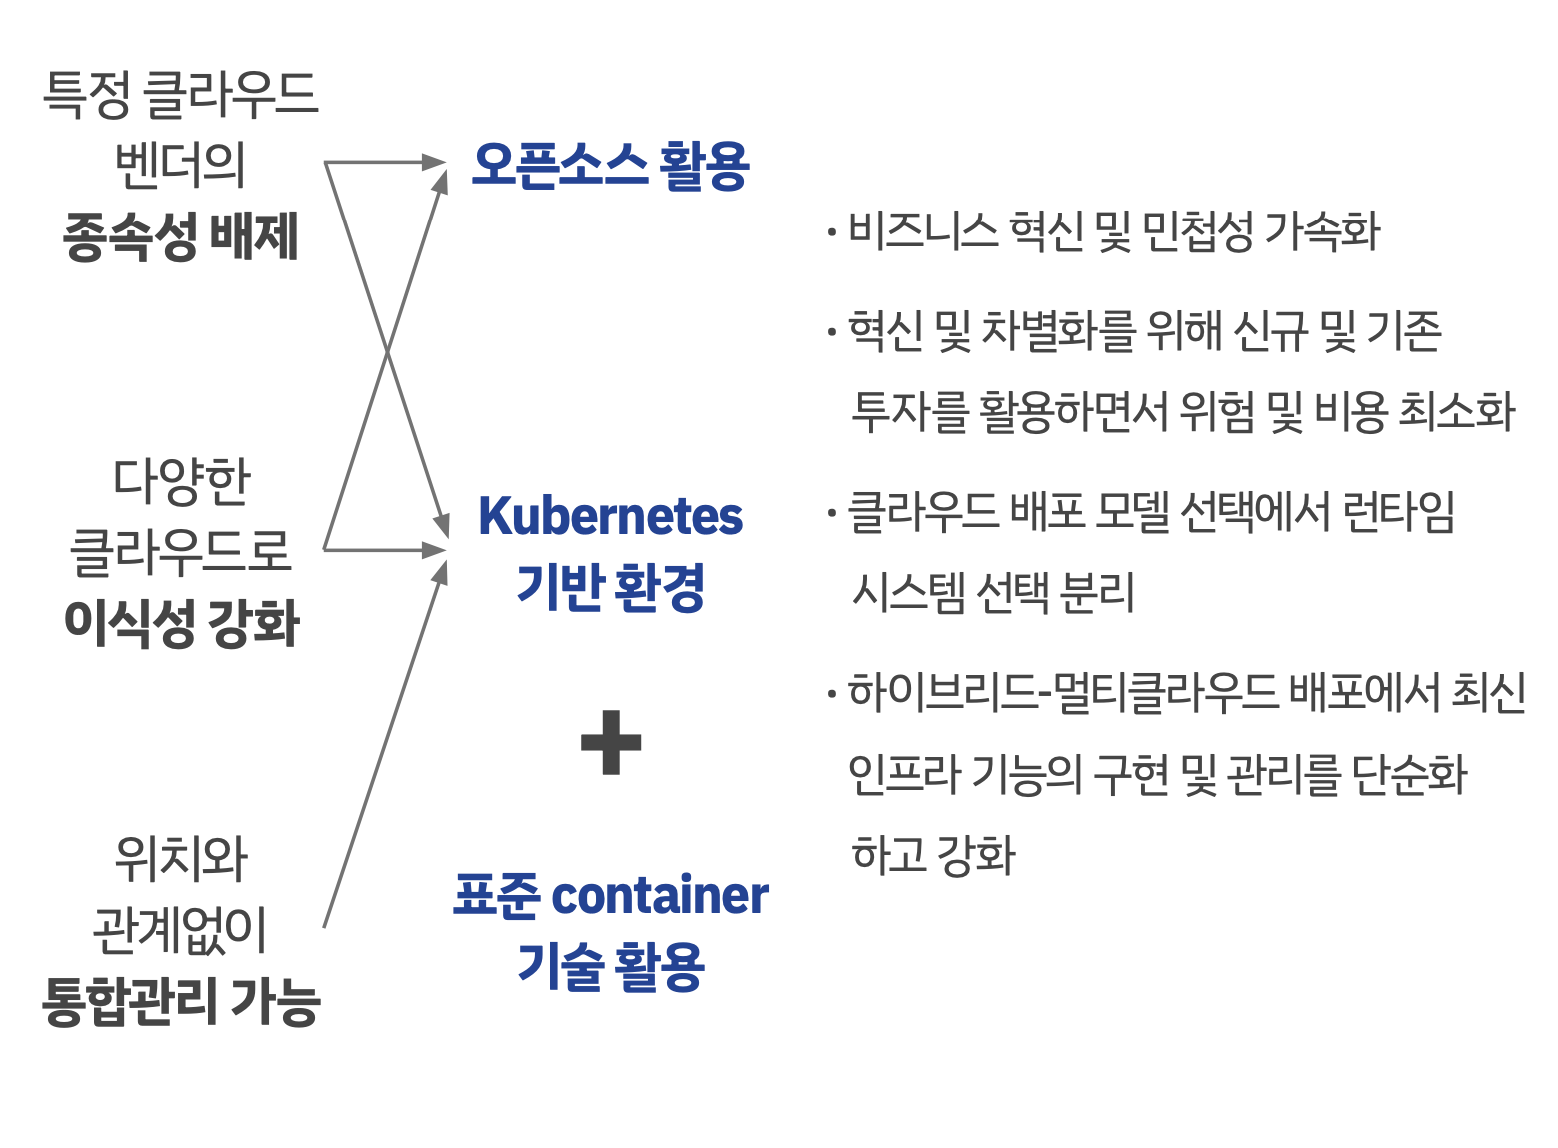 특정 클라우드
벤더의
종속성 배제
다양한
클라우드로
이식성 강화
위치와
관계없이
통합관리 가능
오픈소스 활용
Kubernetes
기반 환경
+
표준 container
기술 활용
· 비즈니스 혁신 및 민첩성 가속화
· 혁신 및 차별화를 위해 신규 및 기존
투자를 활용하면서 위험 및 비용 최소화
· 클라우드 배포 모델 선택에서 런타임
시스템 선택 분리
· 하이브리드-멀티클라우드 배포에서 최신
인프라 기능의 구현 및 관리를 단순화
하고 강화